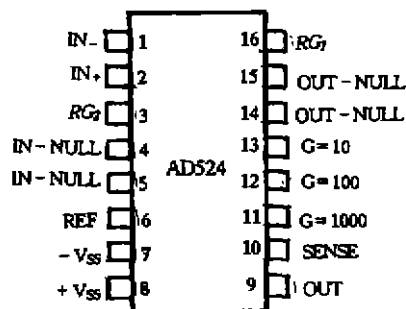 IN− 1 16 RG₁
IN+ 2 15 OUT−NULL
RG₂ 3 14 OUT−NULL
IN−NULL 4 13 G=10
IN−NULL 5 AD524 12 G=100
REF 6 11 G=1000
−VSS 7 10 SENSE
+VSS 8 9 OUT